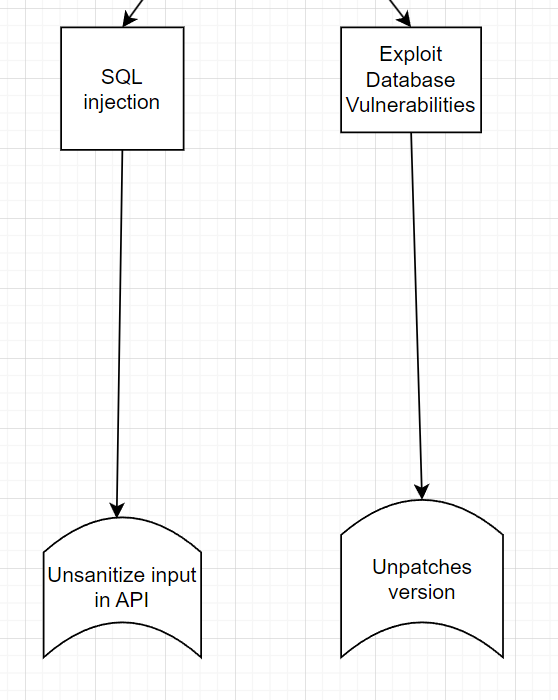 SQL
injection
Exploit
Database
Vulnerabilities
Unsanitize input
in API
Unpatches
version